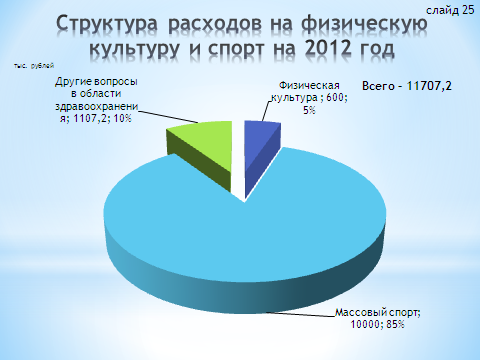 слайд 25
Структура расходов на физическую
культуру и спорт на 2012 год
тыс. рублей
Другие вопросы
в области
здравоохранени
я; 1107,2; 10%
Физическая
культура ; 600;
5%
Всего - 11707,2
Массовый спорт;
10000; 85%